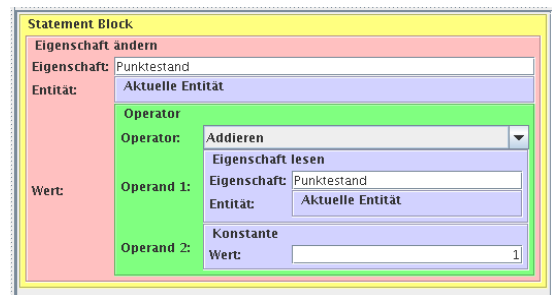 Statement Block
Eigenschaft ändern
Eigenschaft: Punktestand
Entität: Aktuelle Entität
Operator
Operator: Addieren
Eigenschaft lesen
Wert: Operand 1: Eigenschaft: Punktestand
Entität: Aktuelle Entität
Konstante
Operand 2: Wert: 1